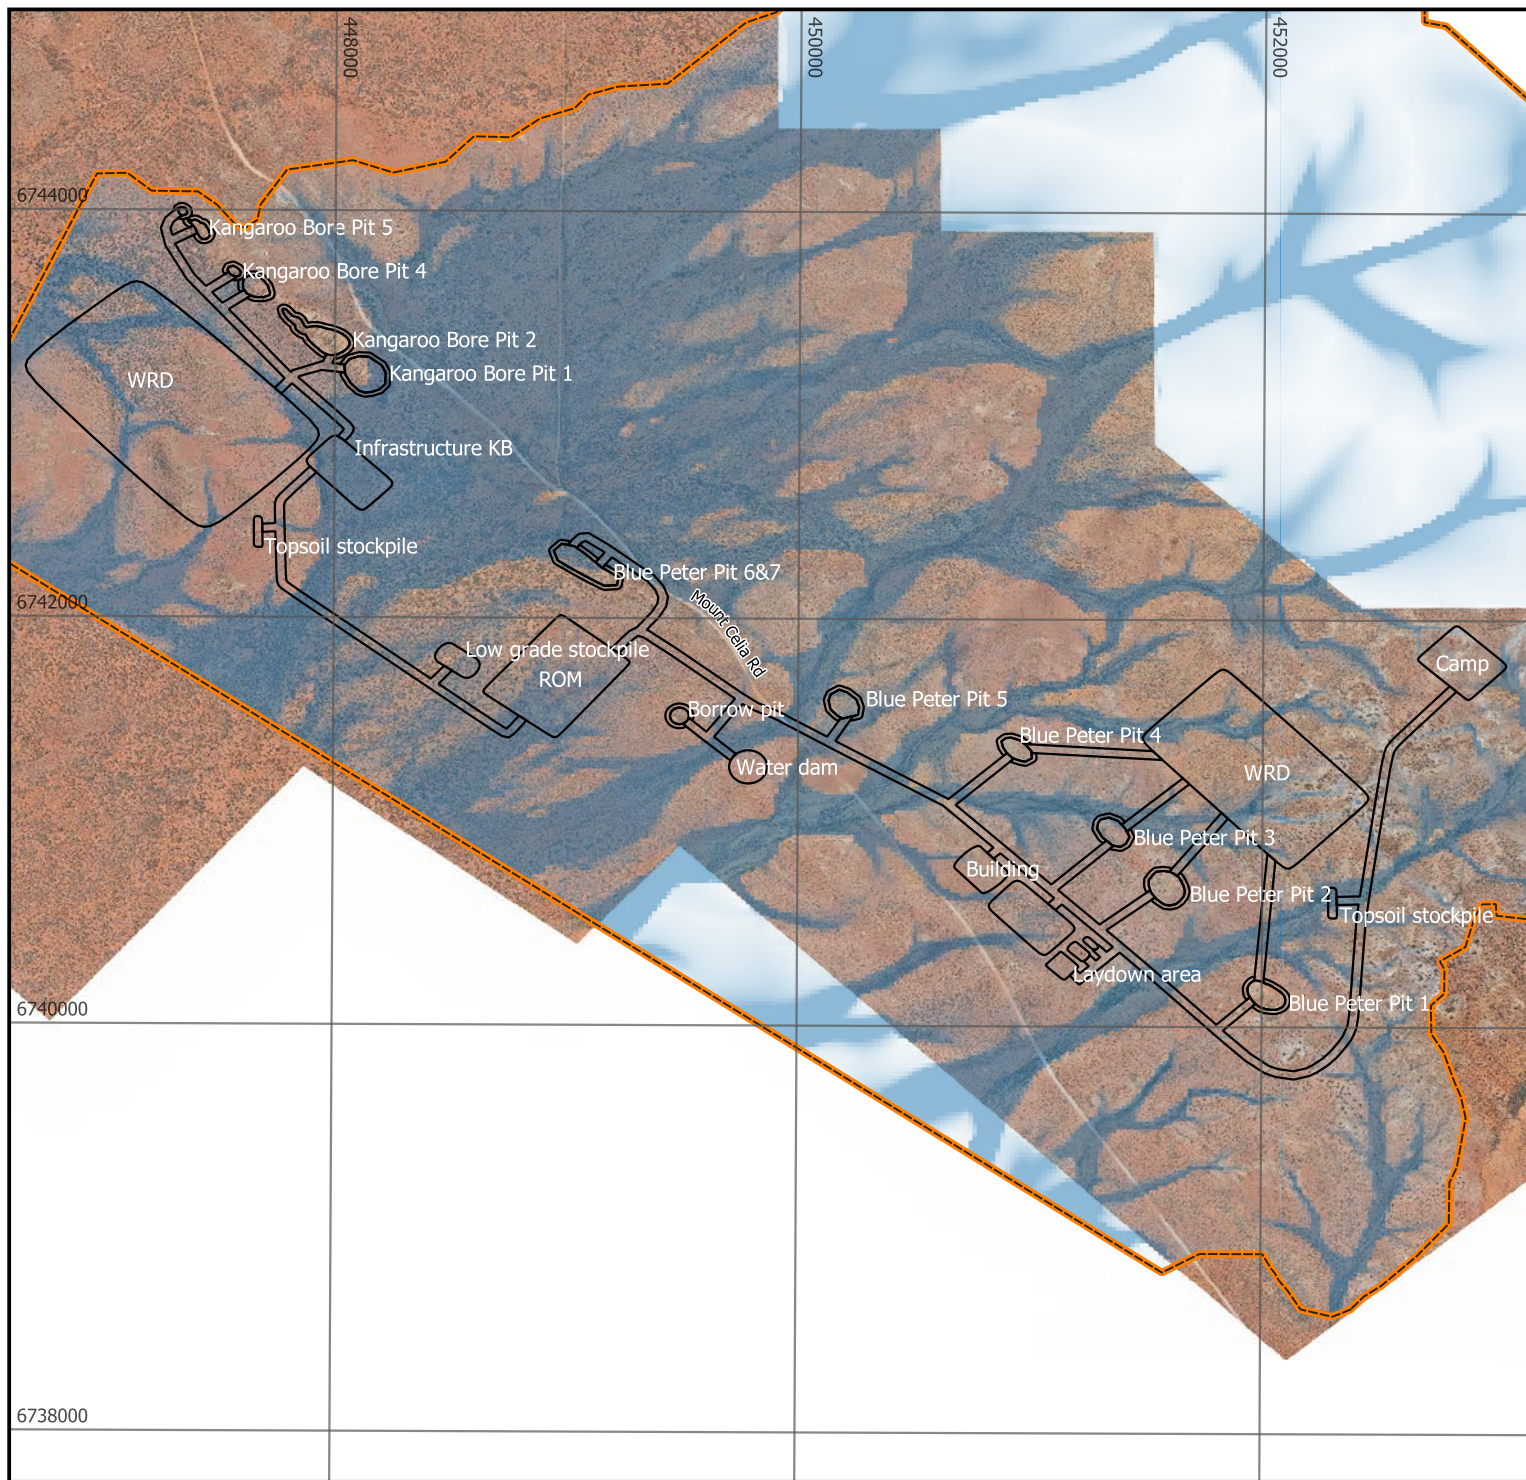 448000
450000
452000
6744000
Kangaroo Bore Pit 5
Kangaroo Bore Pit 4
Kangaroo Bore Pit 2
Kangaroo Bore Pit 1
WRD
Infrastructure KB
Topsoil stockpile
Blue Peter Pit 6&7
6742000
Mount Celia Rd
Low grade stockpile
ROM
Camp
Borrow pit
Blue Peter Pit 5
Blue Peter Pit 4
Water dam
WRD
Blue Peter Pit 3
Building
Blue Peter Pit 2
Topsoil stockpile
Laydown area
Blue Peter Pit 1
6740000
6738000